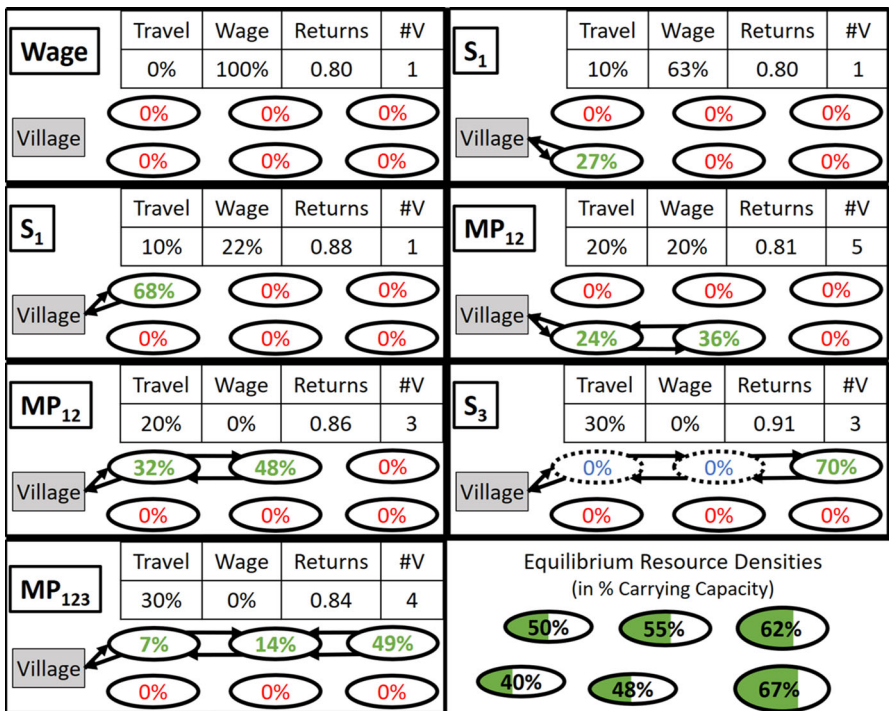 Wage
Travel Wage Returns #V
0% 100% 0.80 1
0% 0% 0%
Village
0% 0% 0%
S1
Travel Wage Returns #V
10% 63% 0.80 1
0% 0% 0%
Village
27% 0% 0%
S1
Travel Wage Returns #V
10% 22% 0.88 1
68% 0% 0%
Village
0% 0% 0%
MP12
Travel Wage Returns #V
20% 20% 0.81 5
0% 0% 0%
Village
24% 36% 0%
MP12
Travel Wage Returns #V
20% 0% 0.86 3
32% 48% 0%
Village
0% 0% 0%
S3
Travel Wage Returns #V
30% 0% 0.91 3
0% 0% 70%
Village
0% 0% 0%
MP123
Travel Wage Returns #V
30% 0% 0.84 4
7% 14% 49%
Village
0% 0% 0%
Equilibrium Resource Densities
(in % Carrying Capacity)
50% 55% 62%
40% 48% 67%